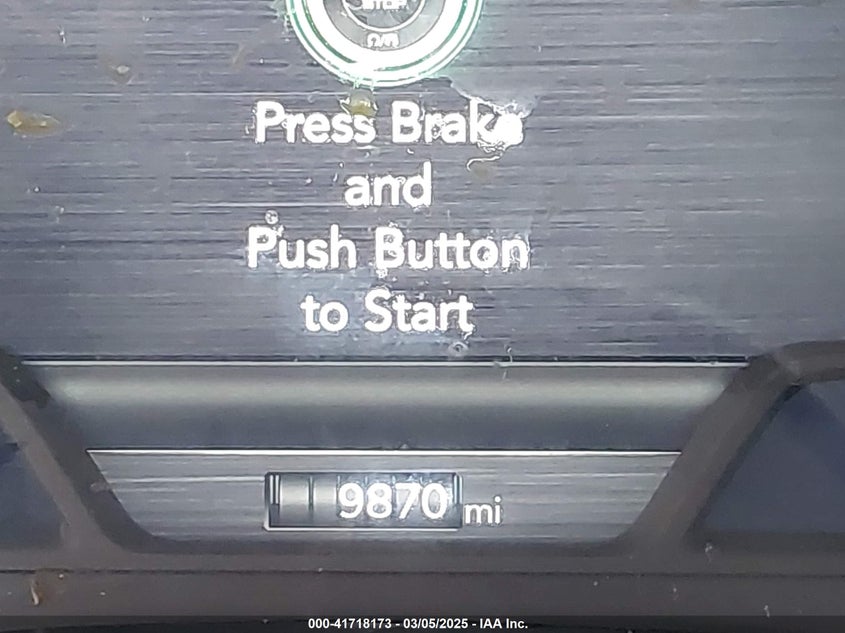 Press Brake
and
Push Button
to Start
9870 mi
000-41718173 - 03/05/2025 - IAA Inc.